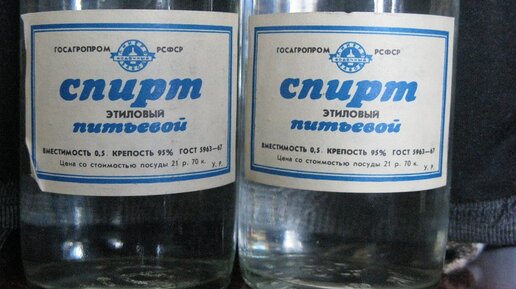 ГОСАГРОПРОМ РСФСР
спирт
ЭТИЛОВЫЙ
питьевой
ВМЕСТИМОСТЬ 0,5. КРЕПОСТЬ 95% ГОСТ 5963—67
Цена со стоимостью посуды 21 р. 70 к.
У. Р.
ГОСАГРОПРОМ РСФСР
спирт
ЭТИЛОВЫЙ
питьевой
ВМЕСТИМОСТЬ 0,5. КРЕПОСТЬ 95% ГОСТ 5963—67
Цена со стоимостью посуды 21 р. 70 к.
У. Р.